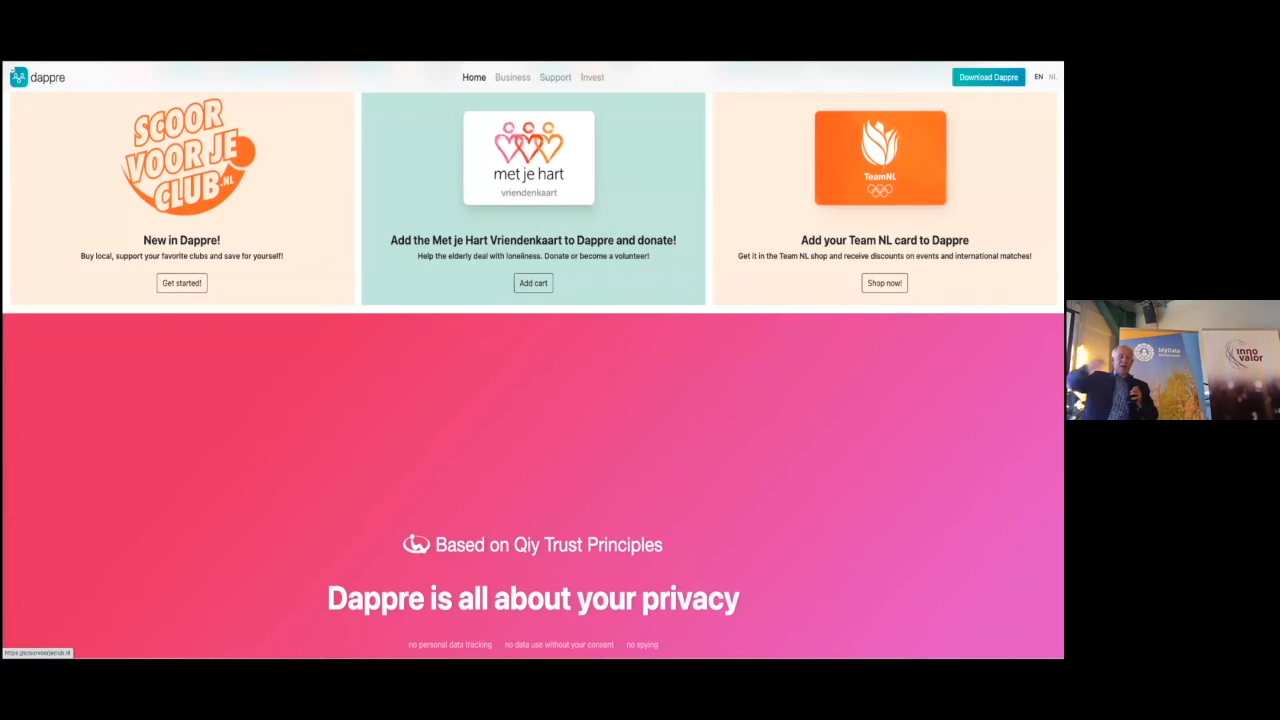 dappre
Home Business Support Invest
Download Dappre
EN NL
SCOOR
VOOR JE
CLUB.NL
New in Dappre!
Buy local, support your favorite clubs and save for yourself!
Get started!
met je hart
vriendenkaart
Add the Met je Hart Vriendenkaart to Dappre and donate!
Help the elderly deal with loneliness. Donate or become a volunteer!
Add cart
TeamNL
Add your Team NL card to Dappre
Get it in the Team NL shop and receive discounts on events and international matches!
Shop now!
Based on Qiy Trust Principles
Dappre is all about your privacy
no personal data tracking no data use without your consent no spying
MyData
inno
valor